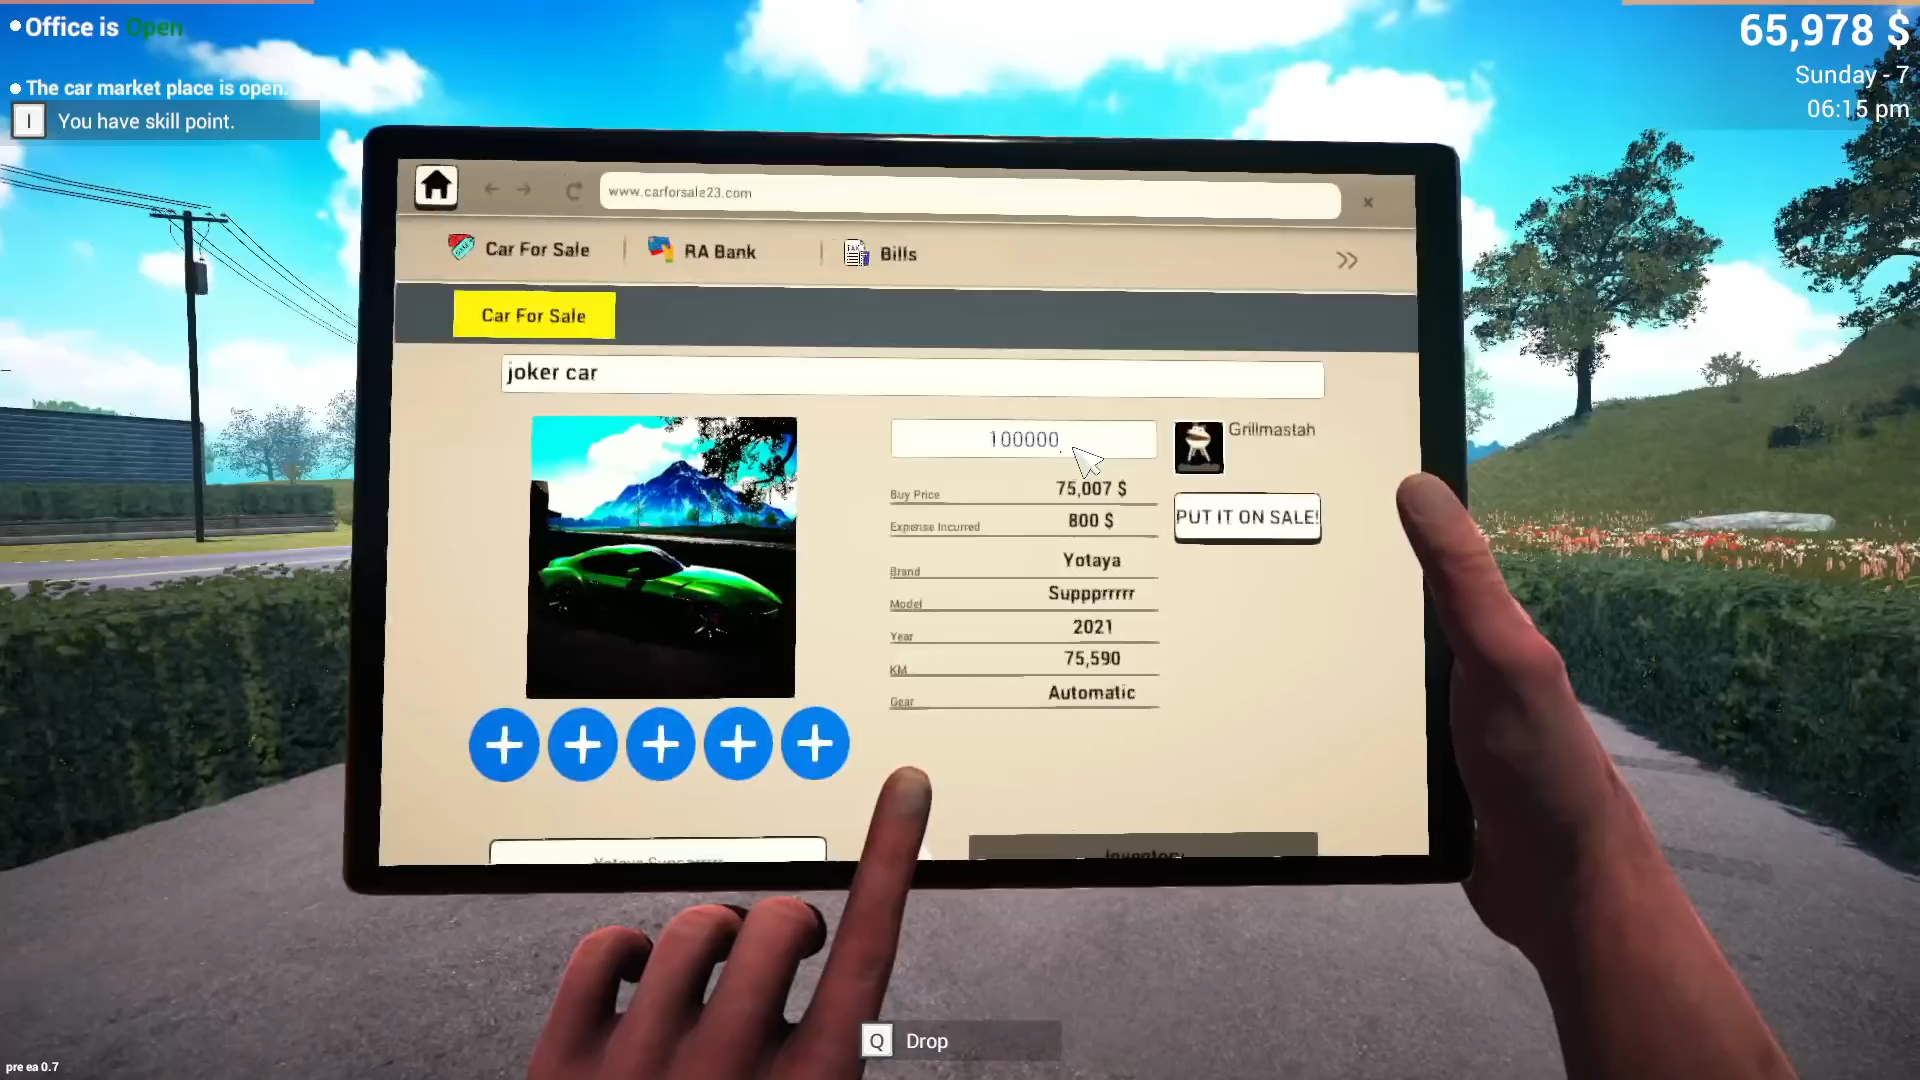 Office is Open
65,978 $
Sunday - 7
06:15 pm
The car market place is open.
I You have skill point.
www.carforsale23.com
x
Car For Sale
RA Bank
Bills
Car For Sale
joker car
100000
Grillmastah
Buy Price 75,007 $
PUT IT ON SALE!
Expense Incurred 800 $
Brand Yotaya
Model Suppprrrrr
Year 2021
KM 75,590
Gear Automatic
Inventory
Q Drop
pre ea 0.7